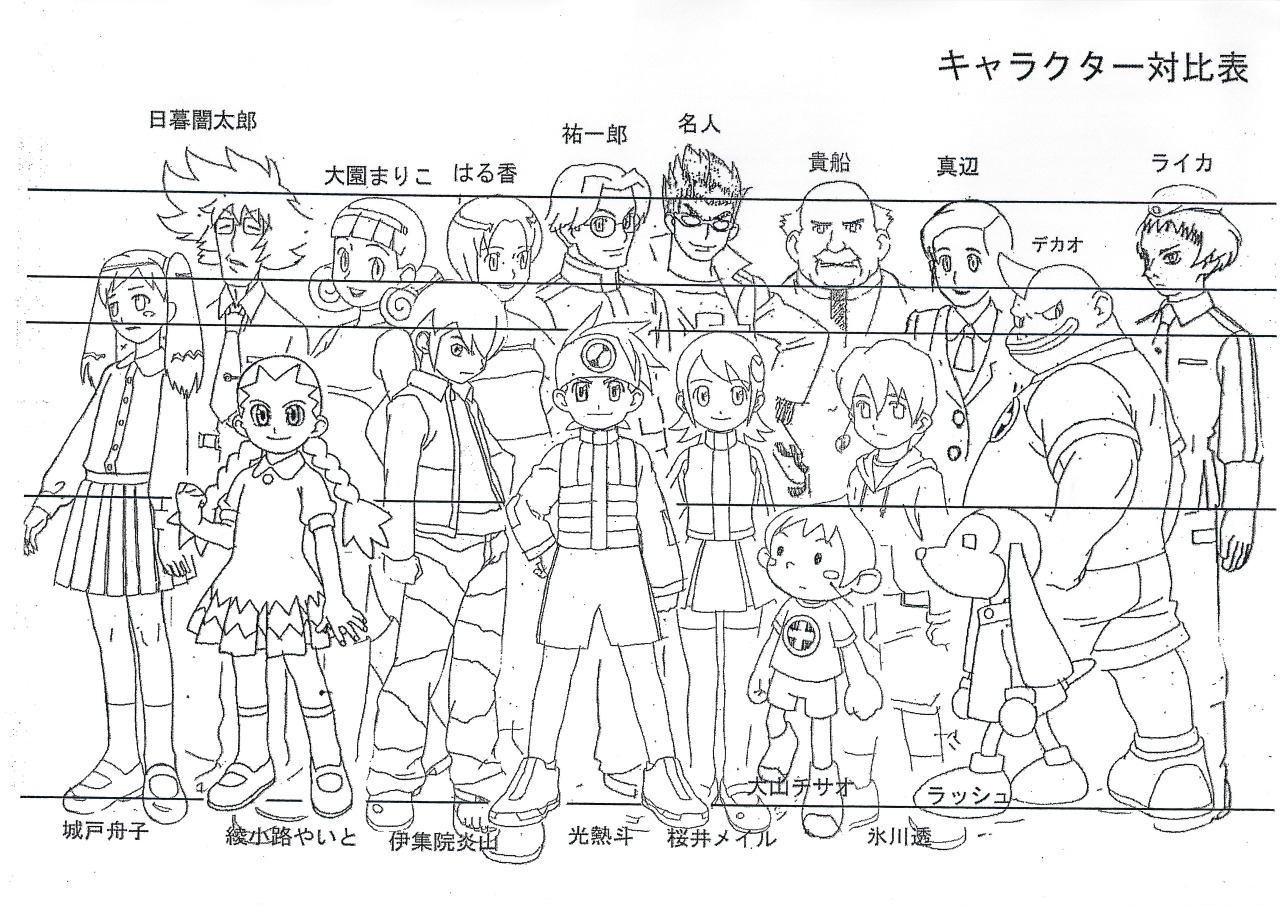 キャラクター対比表
日暮闇太郎
大園まりこ
はる香
祐一郎
名人
貴船
真辺
デカオ
ライカ
城戸舟子
綾小路やいと
伊集院炎山
光熱斗
桜井メイル
大山チサオ
氷川透
ラッシュ